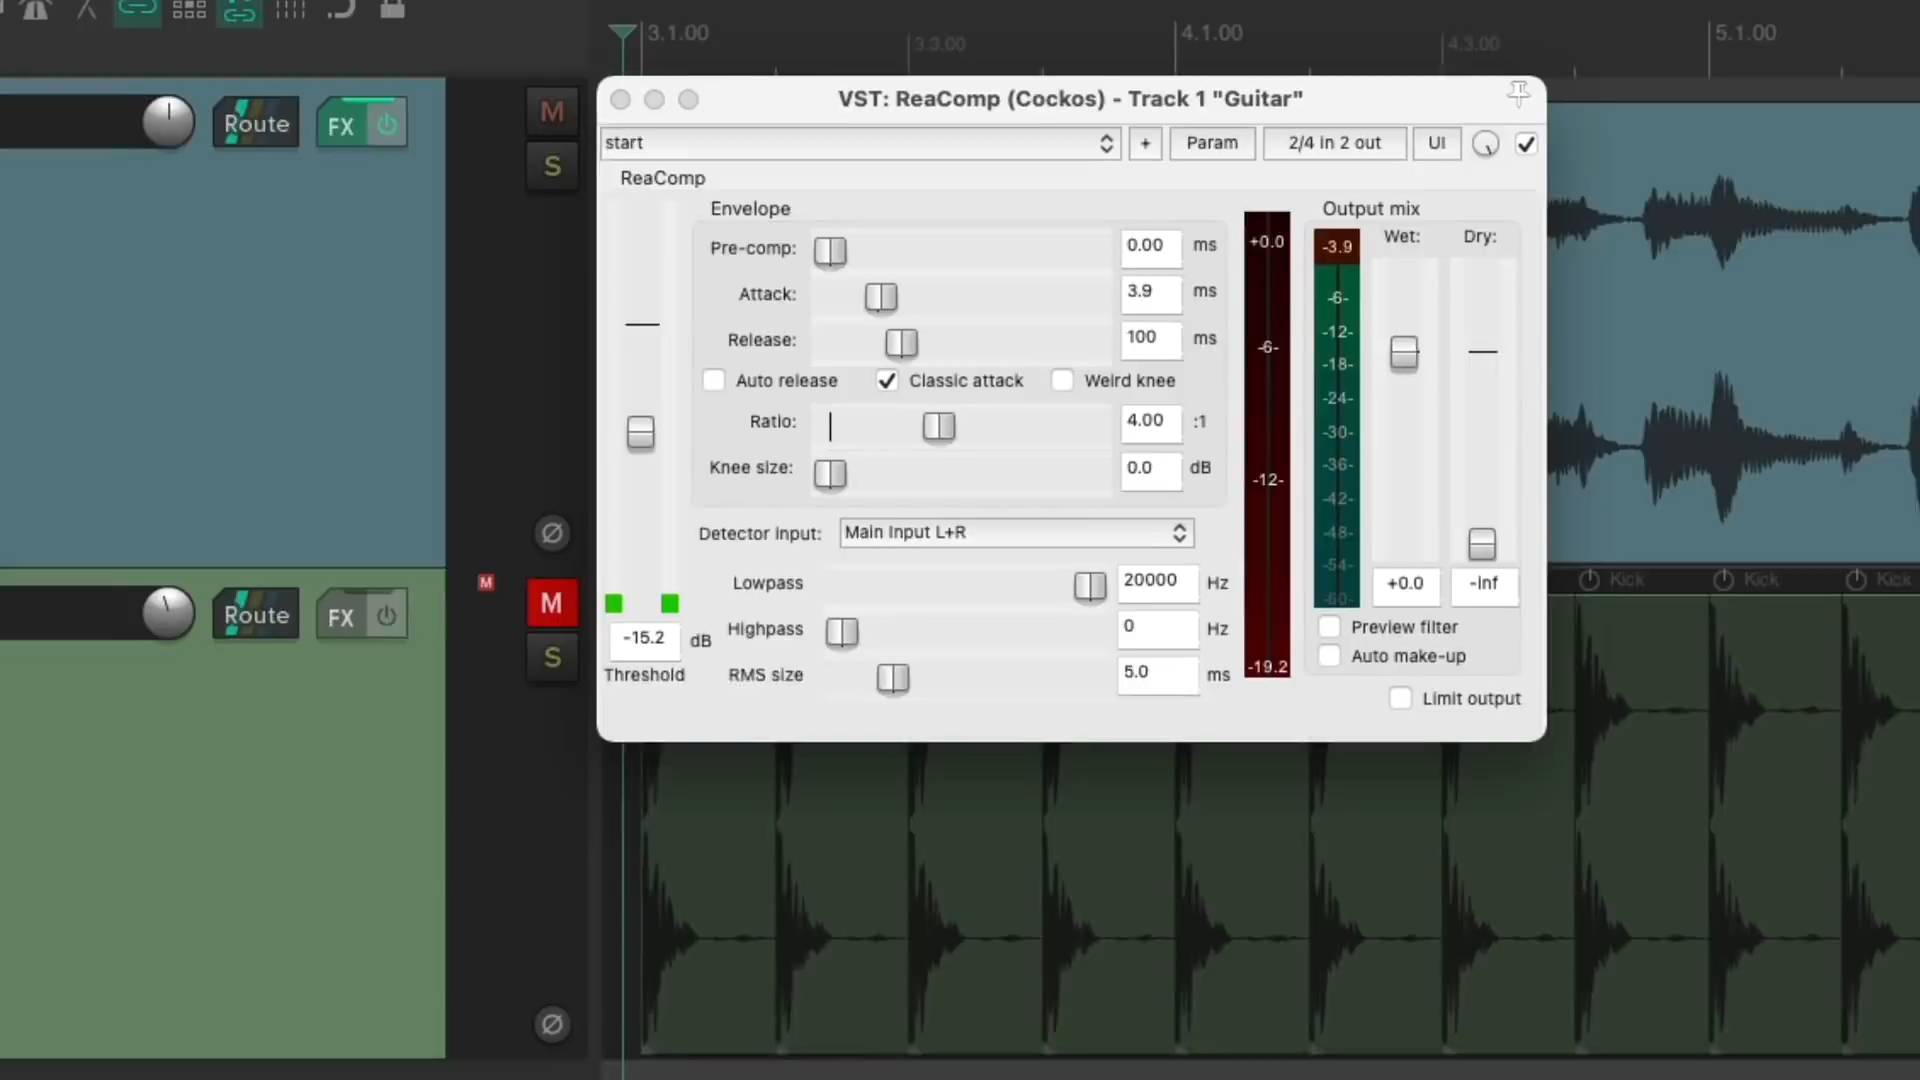 3.1.00
3.3.00
4.1.00
4.3.00
5.1.00
Route
FX
M
S
VST: ReaComp (Cockos) - Track 1 "Guitar"
start
+
Param
2/4 in 2 out
UI
ReaComp
Envelope
Pre-comp:
0.00
ms
Attack:
3.9
ms
Release:
100
ms
Auto release
Classic attack
Weird knee
Ratio:
4.00
:1
Knee size:
0.0
dB
Detector input:
Main Input L+R
Lowpass
20000
Hz
Highpass
0
Hz
RMS size
5.0
ms
-15.2
dB
Threshold
+0.0
-6-
-12-
-19.2
Output mix
Wet:
Dry:
-3.9
-6-
-12-
-18-
-24-
-30-
-36-
-42-
-48-
-54-
-60-
+0.0
-inf
Preview filter
Auto make-up
Limit output
Route
FX
M
M
S
Kick
Kick
Kick